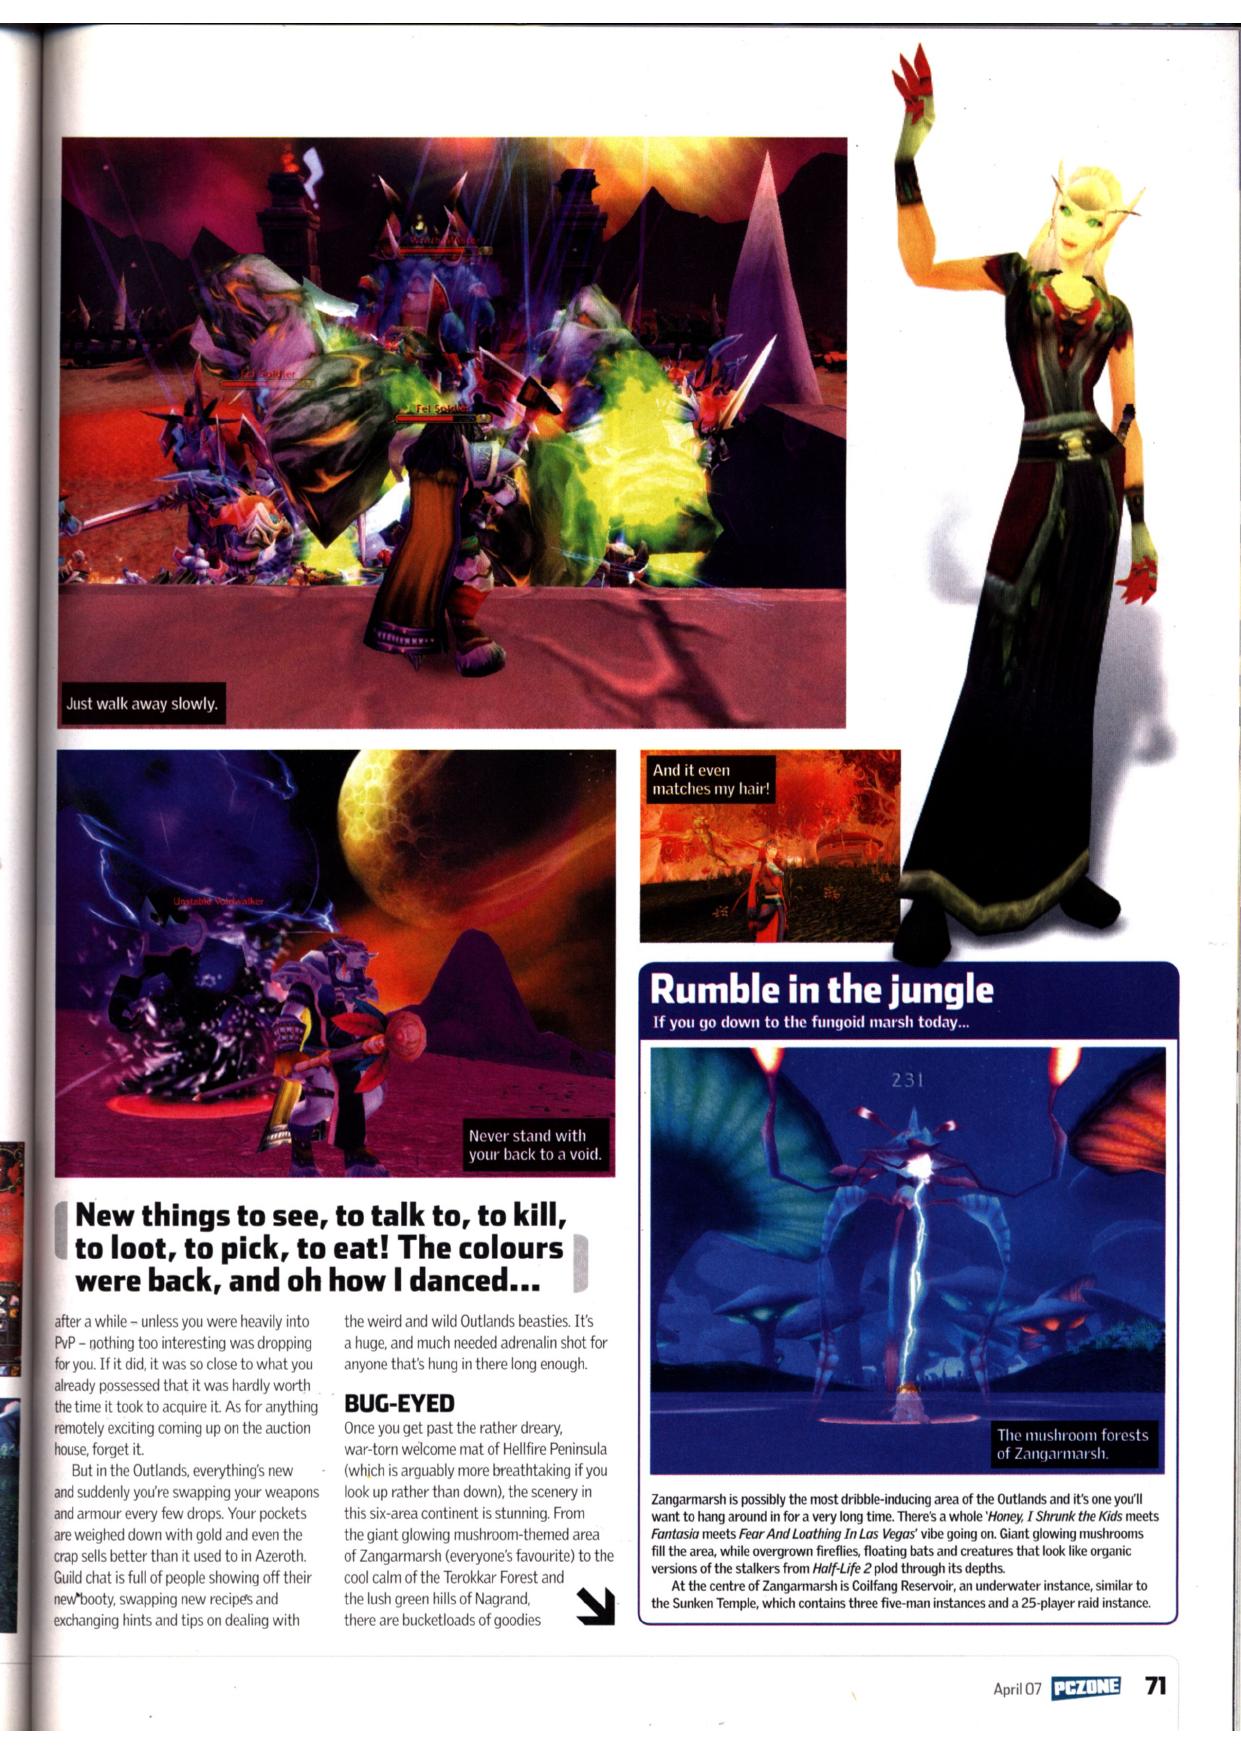 Wrathmaster
Fel Soldier
Fel Soldier
Just walk away slowly.
Unstable Voidwalker
Never stand with
your back to a void.
And it even
matches my hair!
New things to see, to talk to, to kill,
to loot, to pick, to eat! The colours
were back, and oh how I danced...
after a while – unless you were heavily into
PvP – nothing too interesting was dropping
for you. If it did, it was so close to what you
already possessed that it was hardly worth
the time it took to acquire it. As for anything
remotely exciting coming up on the auction
house, forget it.
But in the Outlands, everything's new
and suddenly you're swapping your weapons
and armour every few drops. Your pockets
are weighed down with gold and even the
crap sells better than it used to in Azeroth.
Guild chat is full of people showing off their
new booty, swapping new recipes and
exchanging hints and tips on dealing with
the weird and wild Outlands beasties. It's
a huge, and much needed adrenalin shot for
anyone that's hung in there long enough.
BUG-EYED
Once you get past the rather dreary,
war-torn welcome mat of Hellfire Peninsula
(which is arguably more breathtaking if you
look up rather than down), the scenery in
this six-area continent is stunning. From
the giant glowing mushroom-themed area
of Zangarmarsh (everyone's favourite) to the
cool calm of the Terokkar Forest and
the lush green hills of Nagrand,
there are bucketloads of goodies
Rumble in the jungle
If you go down to the fungoid marsh today...
231
The mushroom forests
of Zangarmarsh.
Zangarmarsh is possibly the most dribble-inducing area of the Outlands and it's one you'll
want to hang around in for a very long time. There's a whole 'Honey, I Shrunk the Kids meets
Fantasia meets Fear And Loathing In Las Vegas' vibe going on. Giant glowing mushrooms
fill the area, while overgrown fireflies, floating bats and creatures that look like organic
versions of the stalkers from Half-Life 2 plod through its depths.
At the centre of Zangarmarsh is Coilfang Reservoir, an underwater instance, similar to
the Sunken Temple, which contains three five-man instances and a 25-player raid instance.
April 07 PCZONE 71